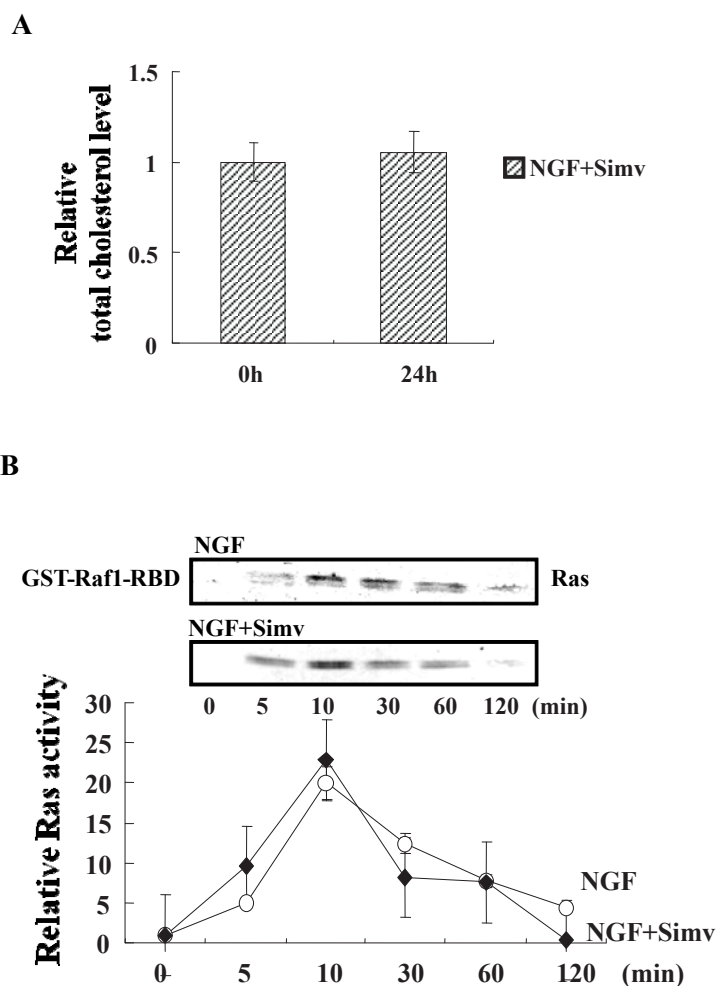 A
Relative
total cholesterol level
1.5
1
0.5
0
NGF+Simv
0h 24h
B
NGF
GST-Raf1-RBD Ras
NGF+Simv
0 5 10 30 60 120 (min)
Relative Ras activity
30
25
20
15
10
5
0
NGF
NGF+Simv
0 5 10 30 60 120 (min)